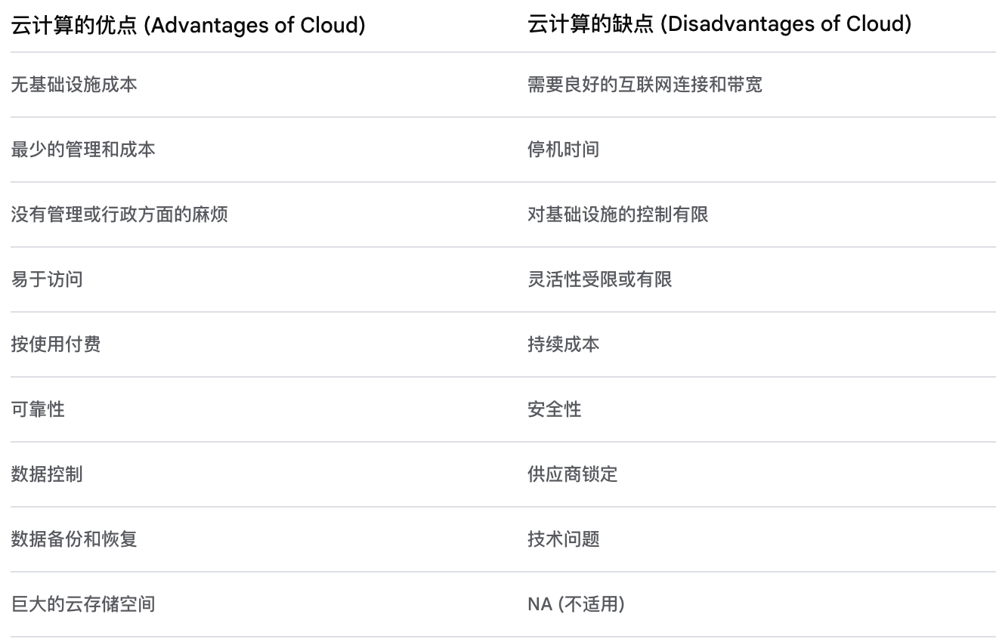 云计算的优点 (Advantages of Cloud) 云计算的缺点 (Disadvantages of Cloud)
无基础设施成本 需要良好的互联网连接和带宽
最少的管理和成本 停机时间
没有管理或行政方面的麻烦 对基础设施的控制有限
易于访问 灵活性受限或有限
按使用付费 持续成本
可靠性 安全性
数据控制 供应商锁定
数据备份和恢复 技术问题
巨大的云存储空间 NA (不适用)